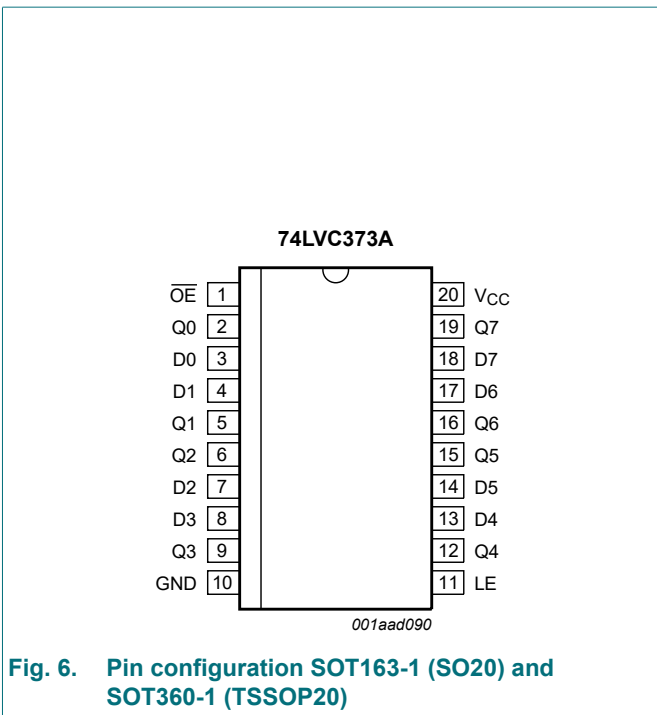 74LVC373A
OE 1 20 VCC
Q0 2 19 Q7
D0 3 18 D7
D1 4 17 D6
Q1 5 16 Q6
Q2 6 15 Q5
D2 7 14 D5
D3 8 13 D4
Q3 9 12 Q4
GND 10 11 LE
001aad090
Fig. 6. Pin configuration SOT163-1 (SO20) and
SOT360-1 (TSSOP20)